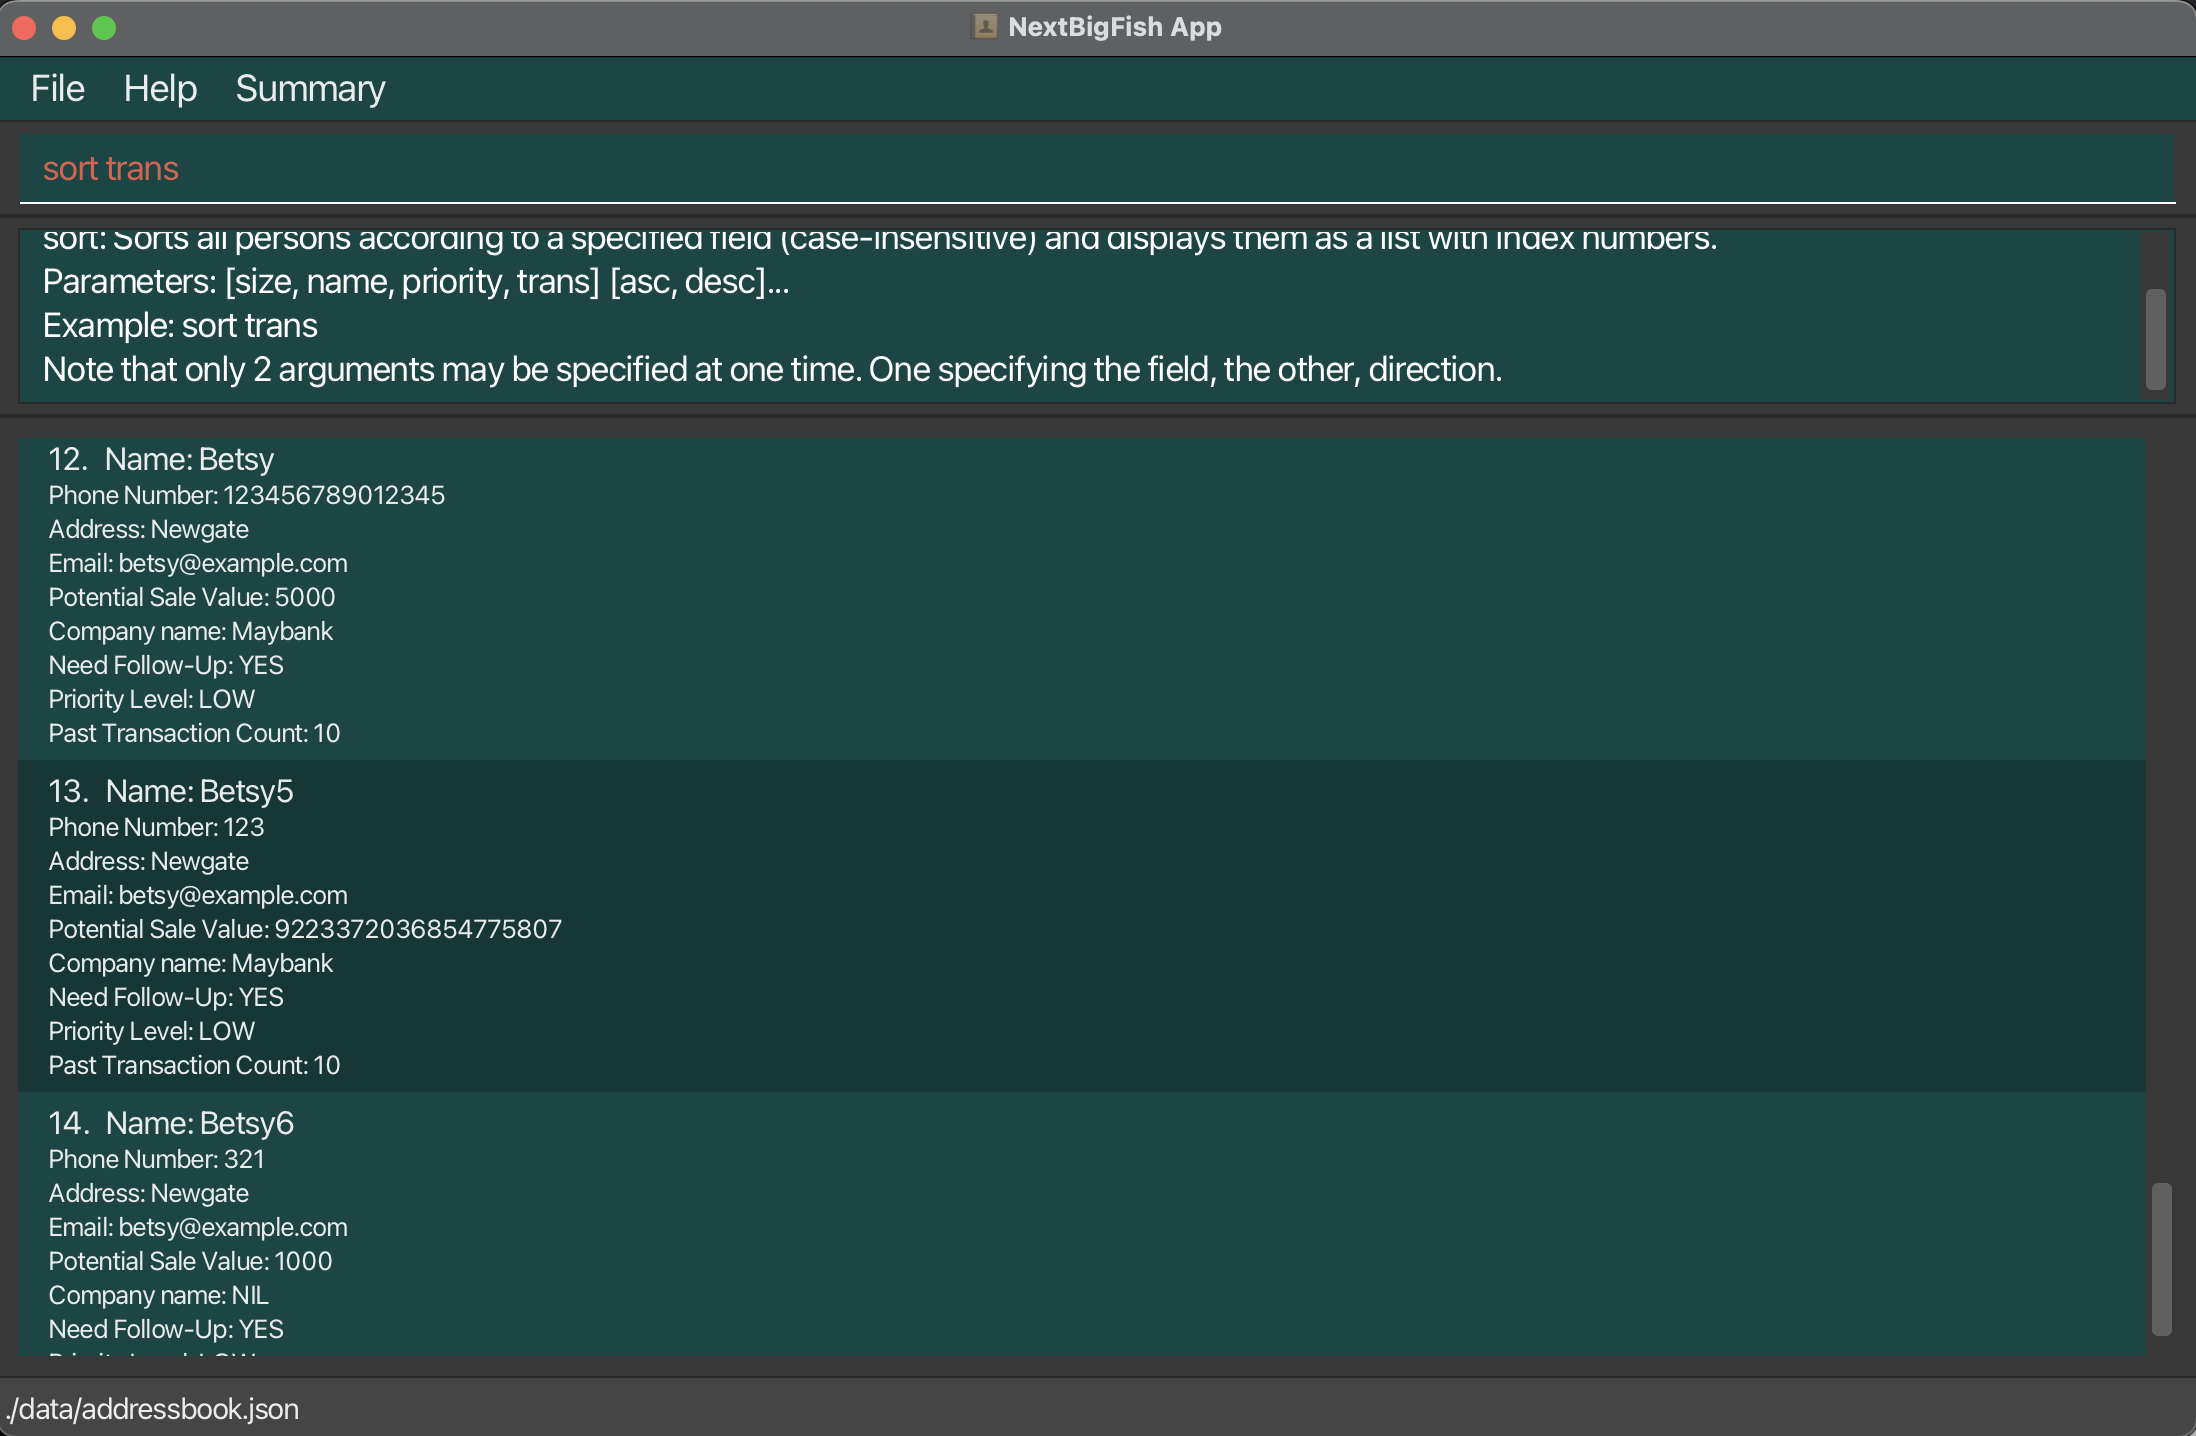 NextBigFish App
File Help Summary
sort trans
sort: Sorts all persons according to a specified field (case-insensitive) and displays them as a list with index numbers.
Parameters: [size, name, priority, trans] [asc, desc]...
Example: sort trans
Note that only 2 arguments may be specified at one time. One specifying the field, the other, direction.
12. Name: Betsy
Phone Number: 123456789012345
Address: Newgate
Email: betsy@example.com
Potential Sale Value: 5000
Company name: Maybank
Need Follow-Up: YES
Priority Level: LOW
Past Transaction Count: 10
13. Name: Betsy5
Phone Number: 123
Address: Newgate
Email: betsy@example.com
Potential Sale Value: 9223372036854775807
Company name: Maybank
Need Follow-Up: YES
Priority Level: LOW
Past Transaction Count: 10
14. Name: Betsy6
Phone Number: 321
Address: Newgate
Email: betsy@example.com
Potential Sale Value: 1000
Company name: NIL
Need Follow-Up: YES
Priority Level: LOW
./data/addressbook.json